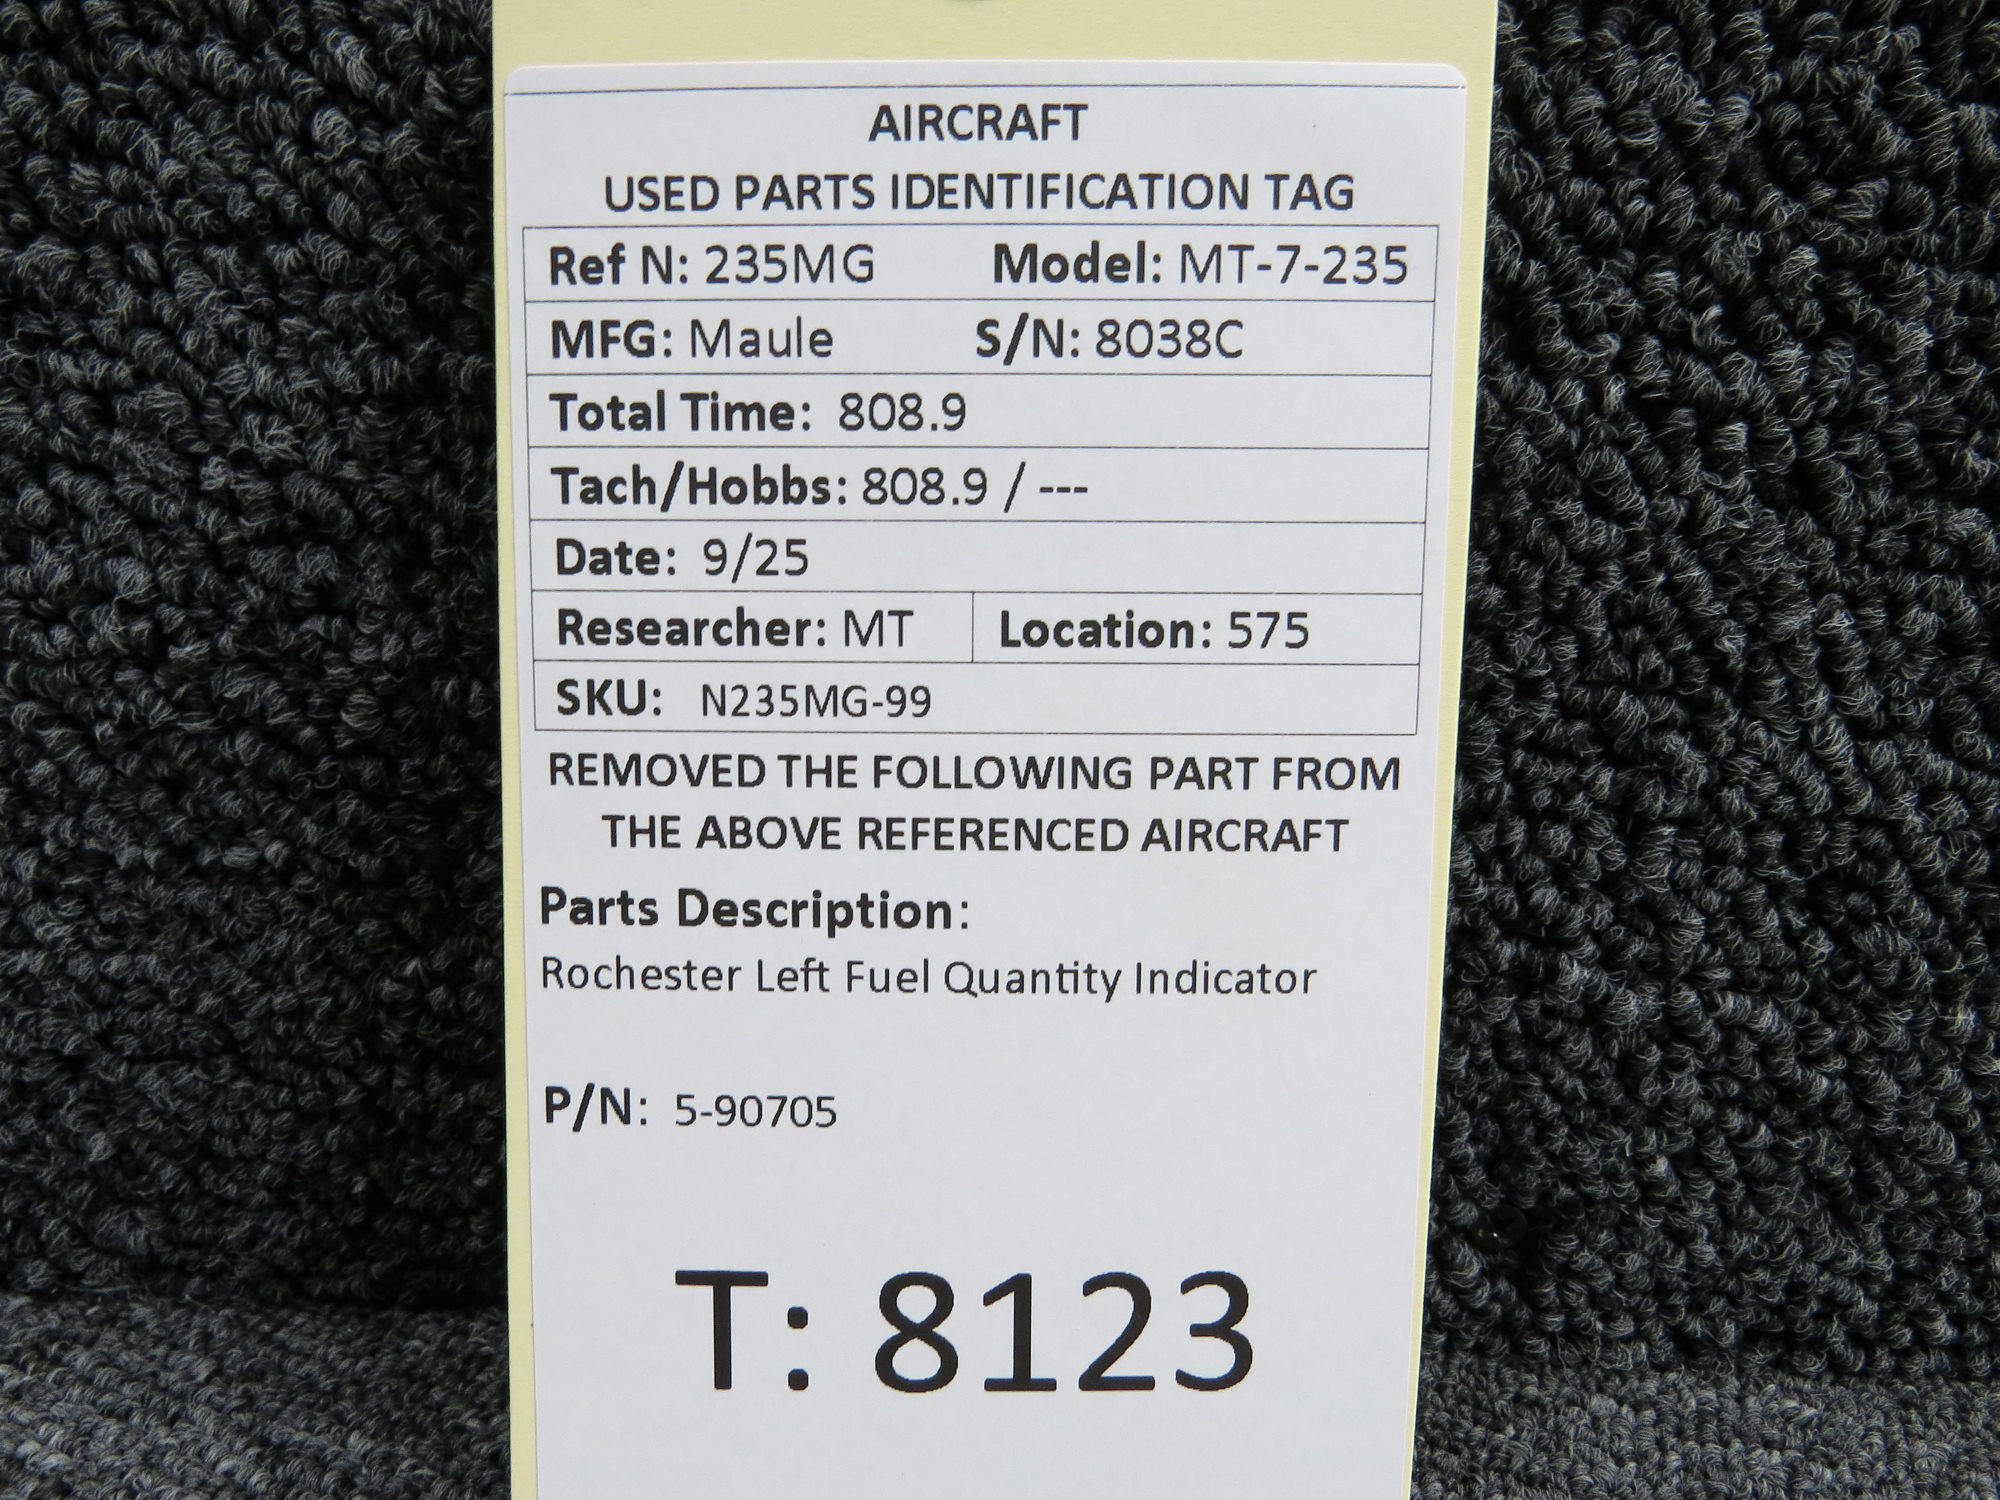 AIRCRAFT
USED PARTS IDENTIFICATION TAG
Ref N: 235MG Model: MT-7-235
MFG: Maule S/N: 8038C
Total Time: 808.9
Tach/Hobbs: 808.9 / ---
Date: 9/25
Researcher: MT Location: 575
SKU: N235MG-99
REMOVED THE FOLLOWING PART FROM
THE ABOVE REFERENCED AIRCRAFT
Parts Description:
Rochester Left Fuel Quantity Indicator
P/N: 5-90705
T: 8123